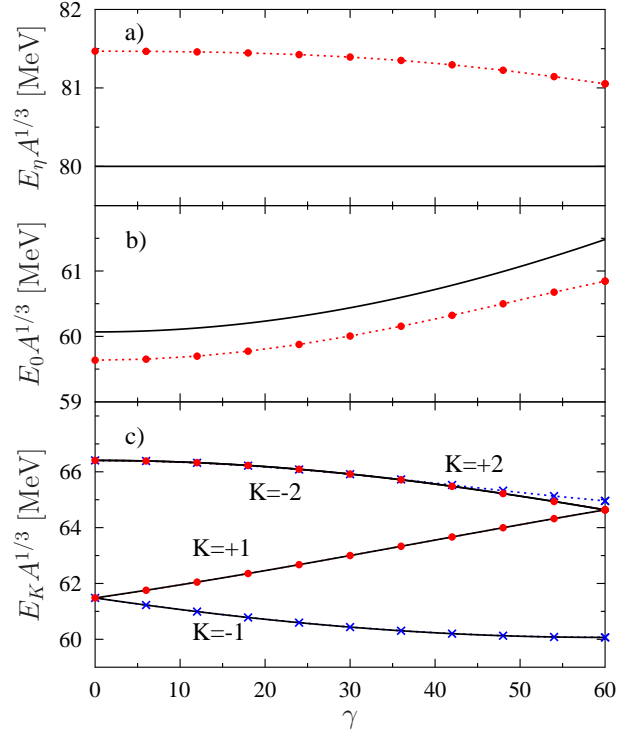 a)
82
81
80
E_η A^{1/3} [MeV]
b)
61
60
59
E_0 A^{1/3} [MeV]
c)
K=+2
K=-2
K=+1
K=-1
66
64
62
60
E_K A^{1/3} [MeV]
0 10 20 30 40 50 60
γ